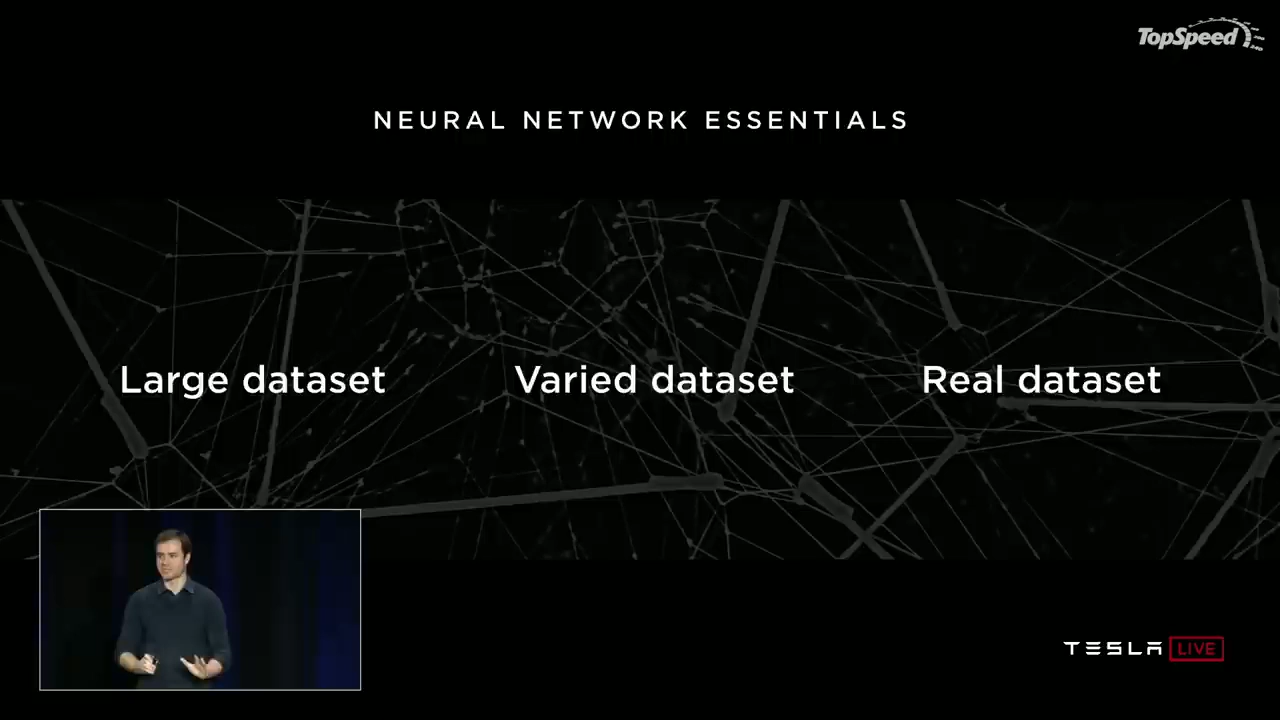 TopSpeed
NEURAL NETWORK ESSENTIALS
Large dataset
Varied dataset
Real dataset
TESLA LIVE